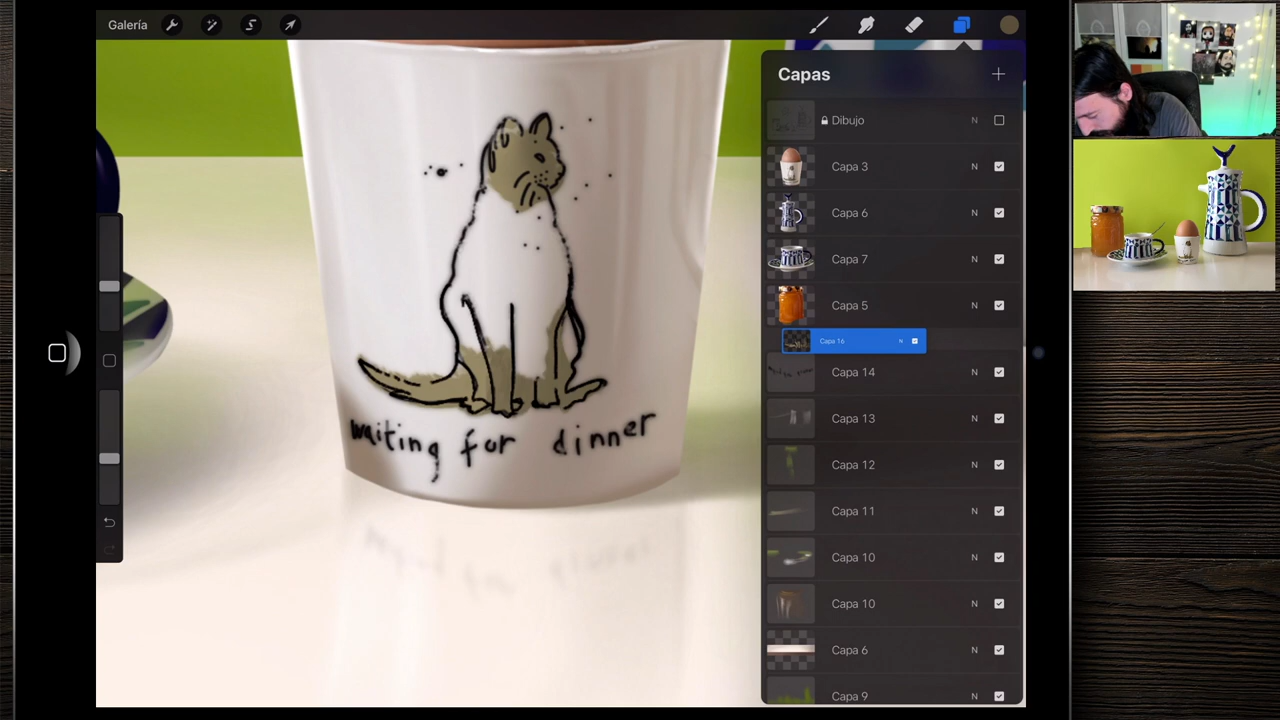 Galería
Capas
Dibujo N
Capa 3 N
Capa 6 N
Capa 7 N
Capa 5 N
Capa 16 N
Capa 14 N
Capa 13 N
Capa 12 N
Capa 11 N
Capa 10 N
Capa 10 N
Capa 6 N
Capa 9 N
waiting for dinner